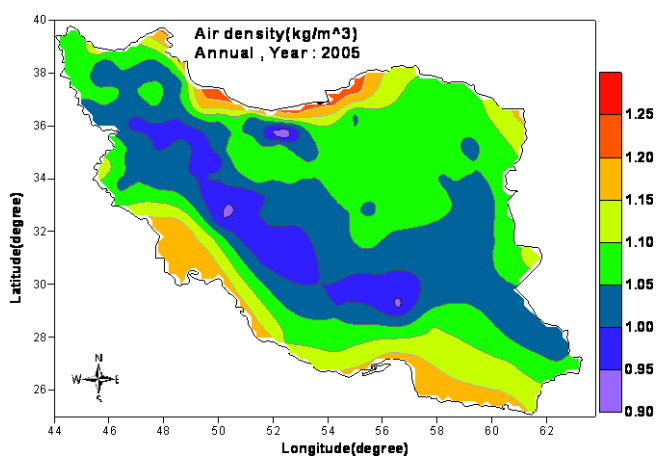 Air density(kg/m^3)
Annual , Year : 2005
40
38
36
34
32
30
28
26
Latitude(degree)
44 46 48 50 52 54 56 58 60 62
Longitude(degree)
N
W E
S
1.25
1.20
1.15
1.10
1.05
1.00
0.95
0.90